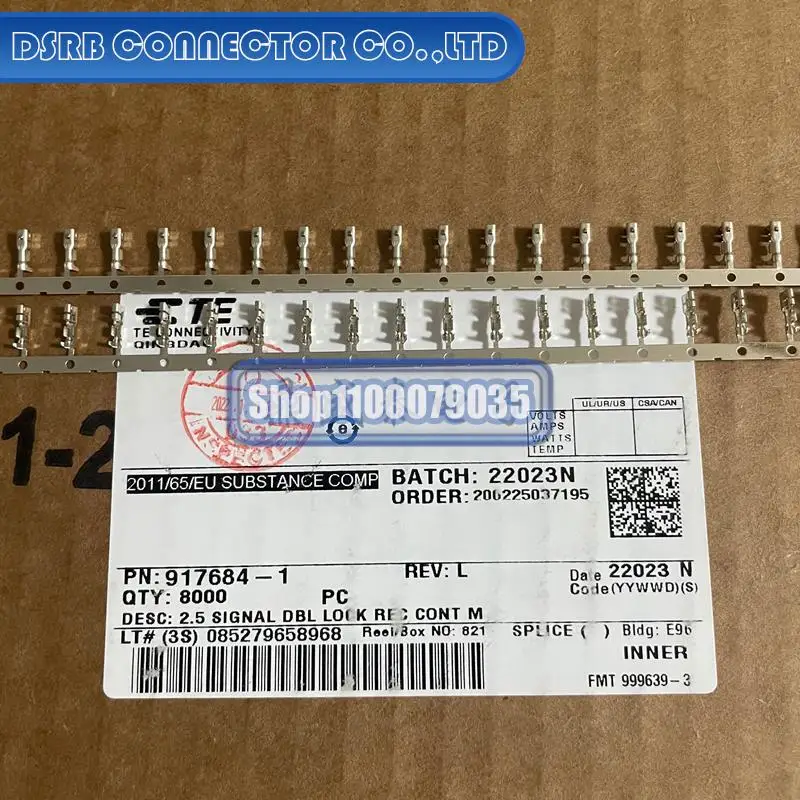 DSRB CONNECTOR CO.,LTD
TE
TE CONNECTIVITY
1-2
2022
INSPECTED
Shop1100079035
e
UL/UR/US CSA/CAN
VOLTS
AMPS
WATTS
TEMP
2011/65/EU SUBSTANCE COMP
BATCH: 22023N
ORDER: 206225037195
PN: 917684-1 REV: L Date 22023 N
QTY: 8000 PC Code (YYWWD)(S)
DESC: 2.5 SIGNAL DBL LOCK REC CONT M
LT# (3S) 085279658968 Reel/Box NO: 821 SPLICE ( ) Bldg: E96
INNER
FMT 999639-3